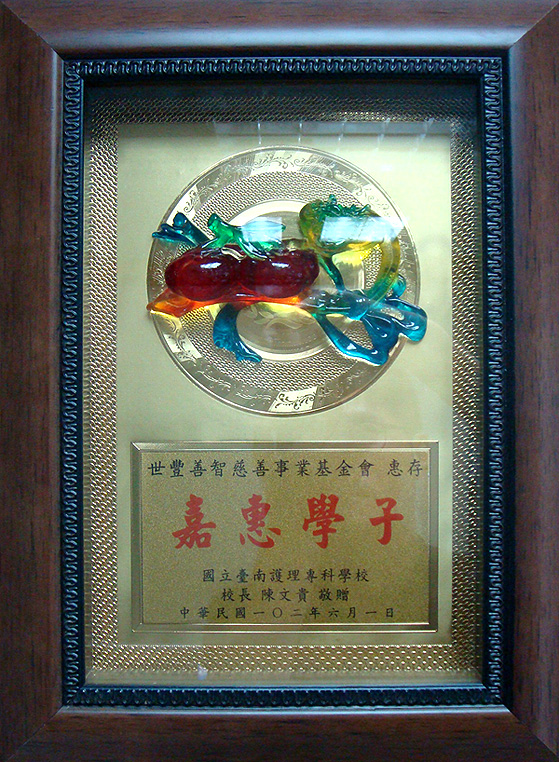 世豐善智慈善事業基金會 惠存
嘉惠學子
國立臺南護理專科學校
校長 陳文貴 敬贈
中華民國一〇二年六月一日